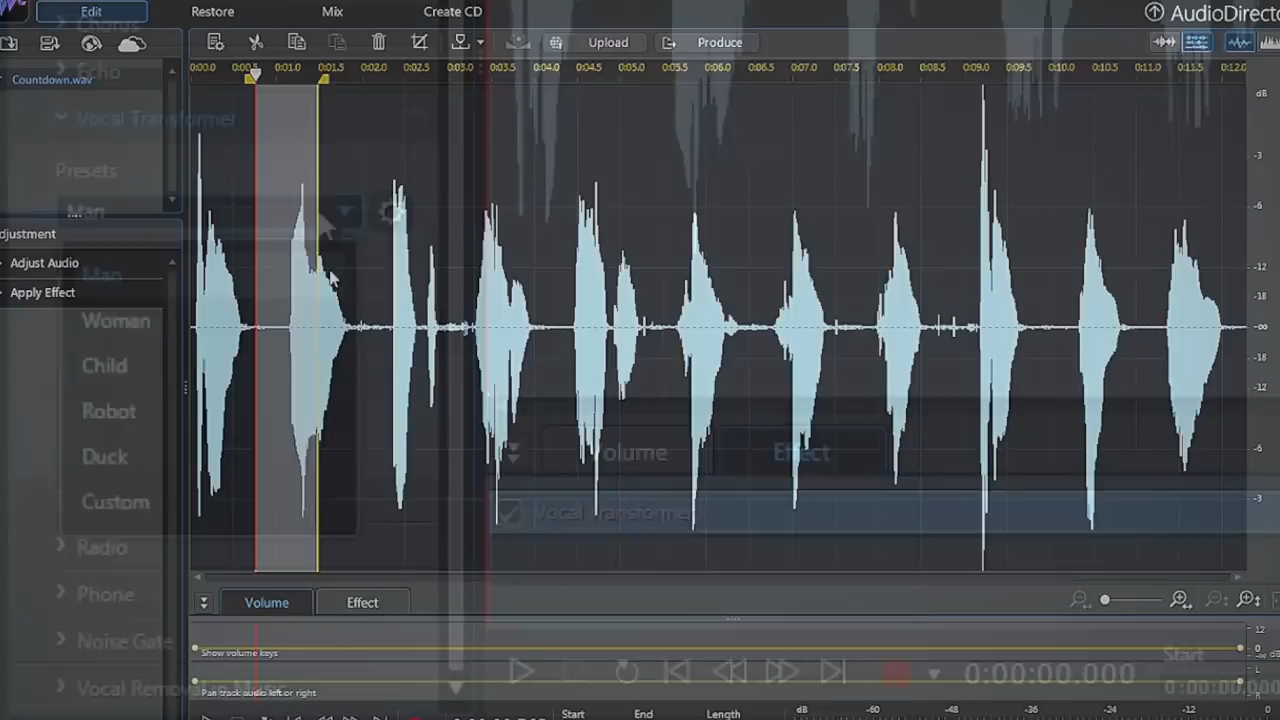 Edit Restore Mix Create CD AudioDirecto
Chorus
Upload Produce
Echo
0:00.0 0:00.5 0:01.0 0:01.5 0:02.0 0:02.5 0:03.0 0:03.5 0:04.0 0:04.5 0:05.0 0:05.5 0:06.0 0:06.5 0:07.0 0:07.5 0:08.0 0:08.5 0:09.0 0:09.5 0:10.0 0:10.5 0:11.0 0:11.5 0:12.0
Countdown.wav
dB
Vocal Transformer
-3
Presets
Man
-6
djustment
Adjust Audio
-12
Man
Apply Effect
-18
Woman
-∞
Child
-18
-12
Robot
-6
Duck
Volume Effect
-3
Custom
Vocal Transformer
Radio
Phone
Volume Effect
12
Noise Gate
Show volume keys
0
-∞ dB
Start
0:00:00.000
0:00:00.000
L
Vocal Remov
Pan track audio left or right
R
Start End Length
dB -60 -48 -36 -24 -12 0